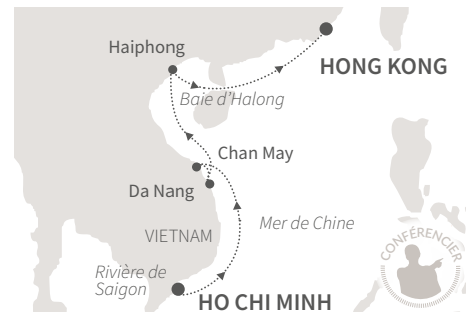 Haiphong
HONG KONG
Baie d'Halong
Chan May
Da Nang
Mer de Chine
VIETNAM
CONFÉRENCIER
Rivière de
Saigon
HO CHI MINH